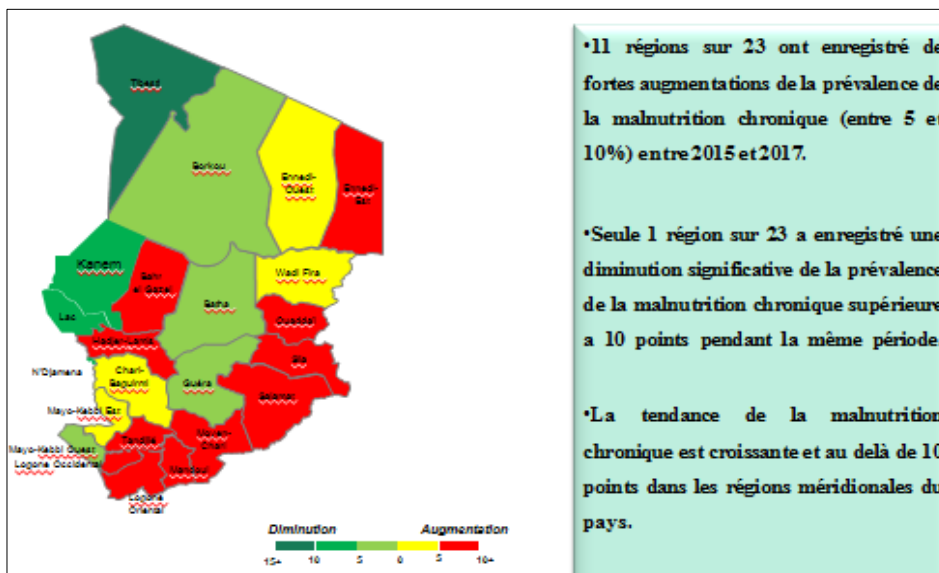 Tibesti
Borkou
Ennedi-
Ouest
Ennedi-
Est
Kanem
Bahr
el Gazel
Batha
Wadi Fira
Lac
Ouaddaï
Hadjer-Lamis
Sila
N'Djamena
Chari-
Baguirmi
Guéra
Salamat
Mayo-Kebbi Est
Mayo-Kebbi Ouest
Tandjile
Moyen-
Chari
Logone Occidental
Mandoul
Logone
Oriental
Diminution Augmentation
15+ 10 5 0 5 10+
•11 régions sur 23 ont enregistré de
fortes augmentations de la prévalence de
la malnutrition chronique (entre 5 et
10%) entre 2015 et 2017.
•Seule 1 région sur 23 a enregistré une
diminution significative de la prévalence
de la malnutrition chronique supérieure
a 10 points pendant la même période.
•La tendance de la malnutrition
chronique est croissante et au delà de 10
points dans les régions méridionales du
pays.